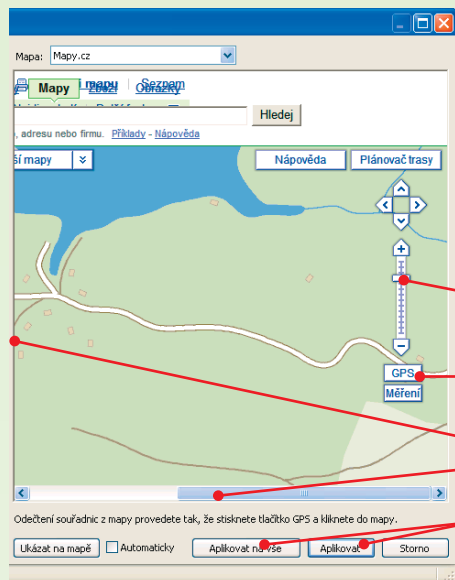 Mapa: Mapy.cz
mapu Seznam
Mapy Zboží Obrázky
Hledej
, adresu nebo firmu. Příklady - Nápověda
ší mapy Nápověda Plánovač trasy
GPS
Měření
Odečtení souřadnic z mapy provedete tak, že stisknete tlačítko GPS a kliknete do mapy.
Ukázat na mapě Automaticky Aplikovat na vše Aplikovat Storno